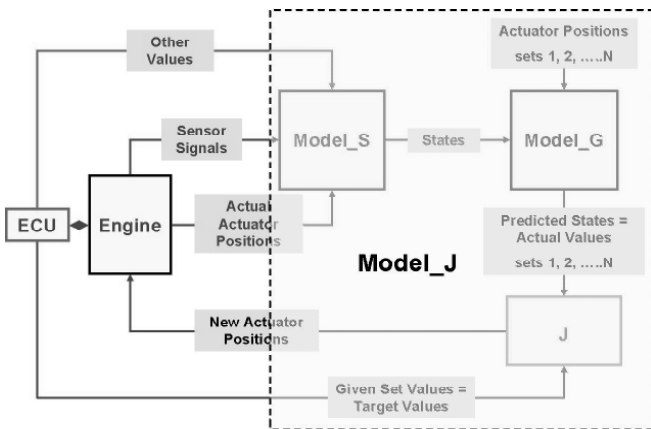 Other
Values
Actuator Positions
sets 1, 2, .....N
Sensor
Signals
Model_S
States
Model_G
ECU
Engine
Actual
Actuator
Positions
Predicted States =
Actual Values
sets 1, 2, .....N
Model_J
New Actuator
Positions
J
Given Set Values =
Target Values